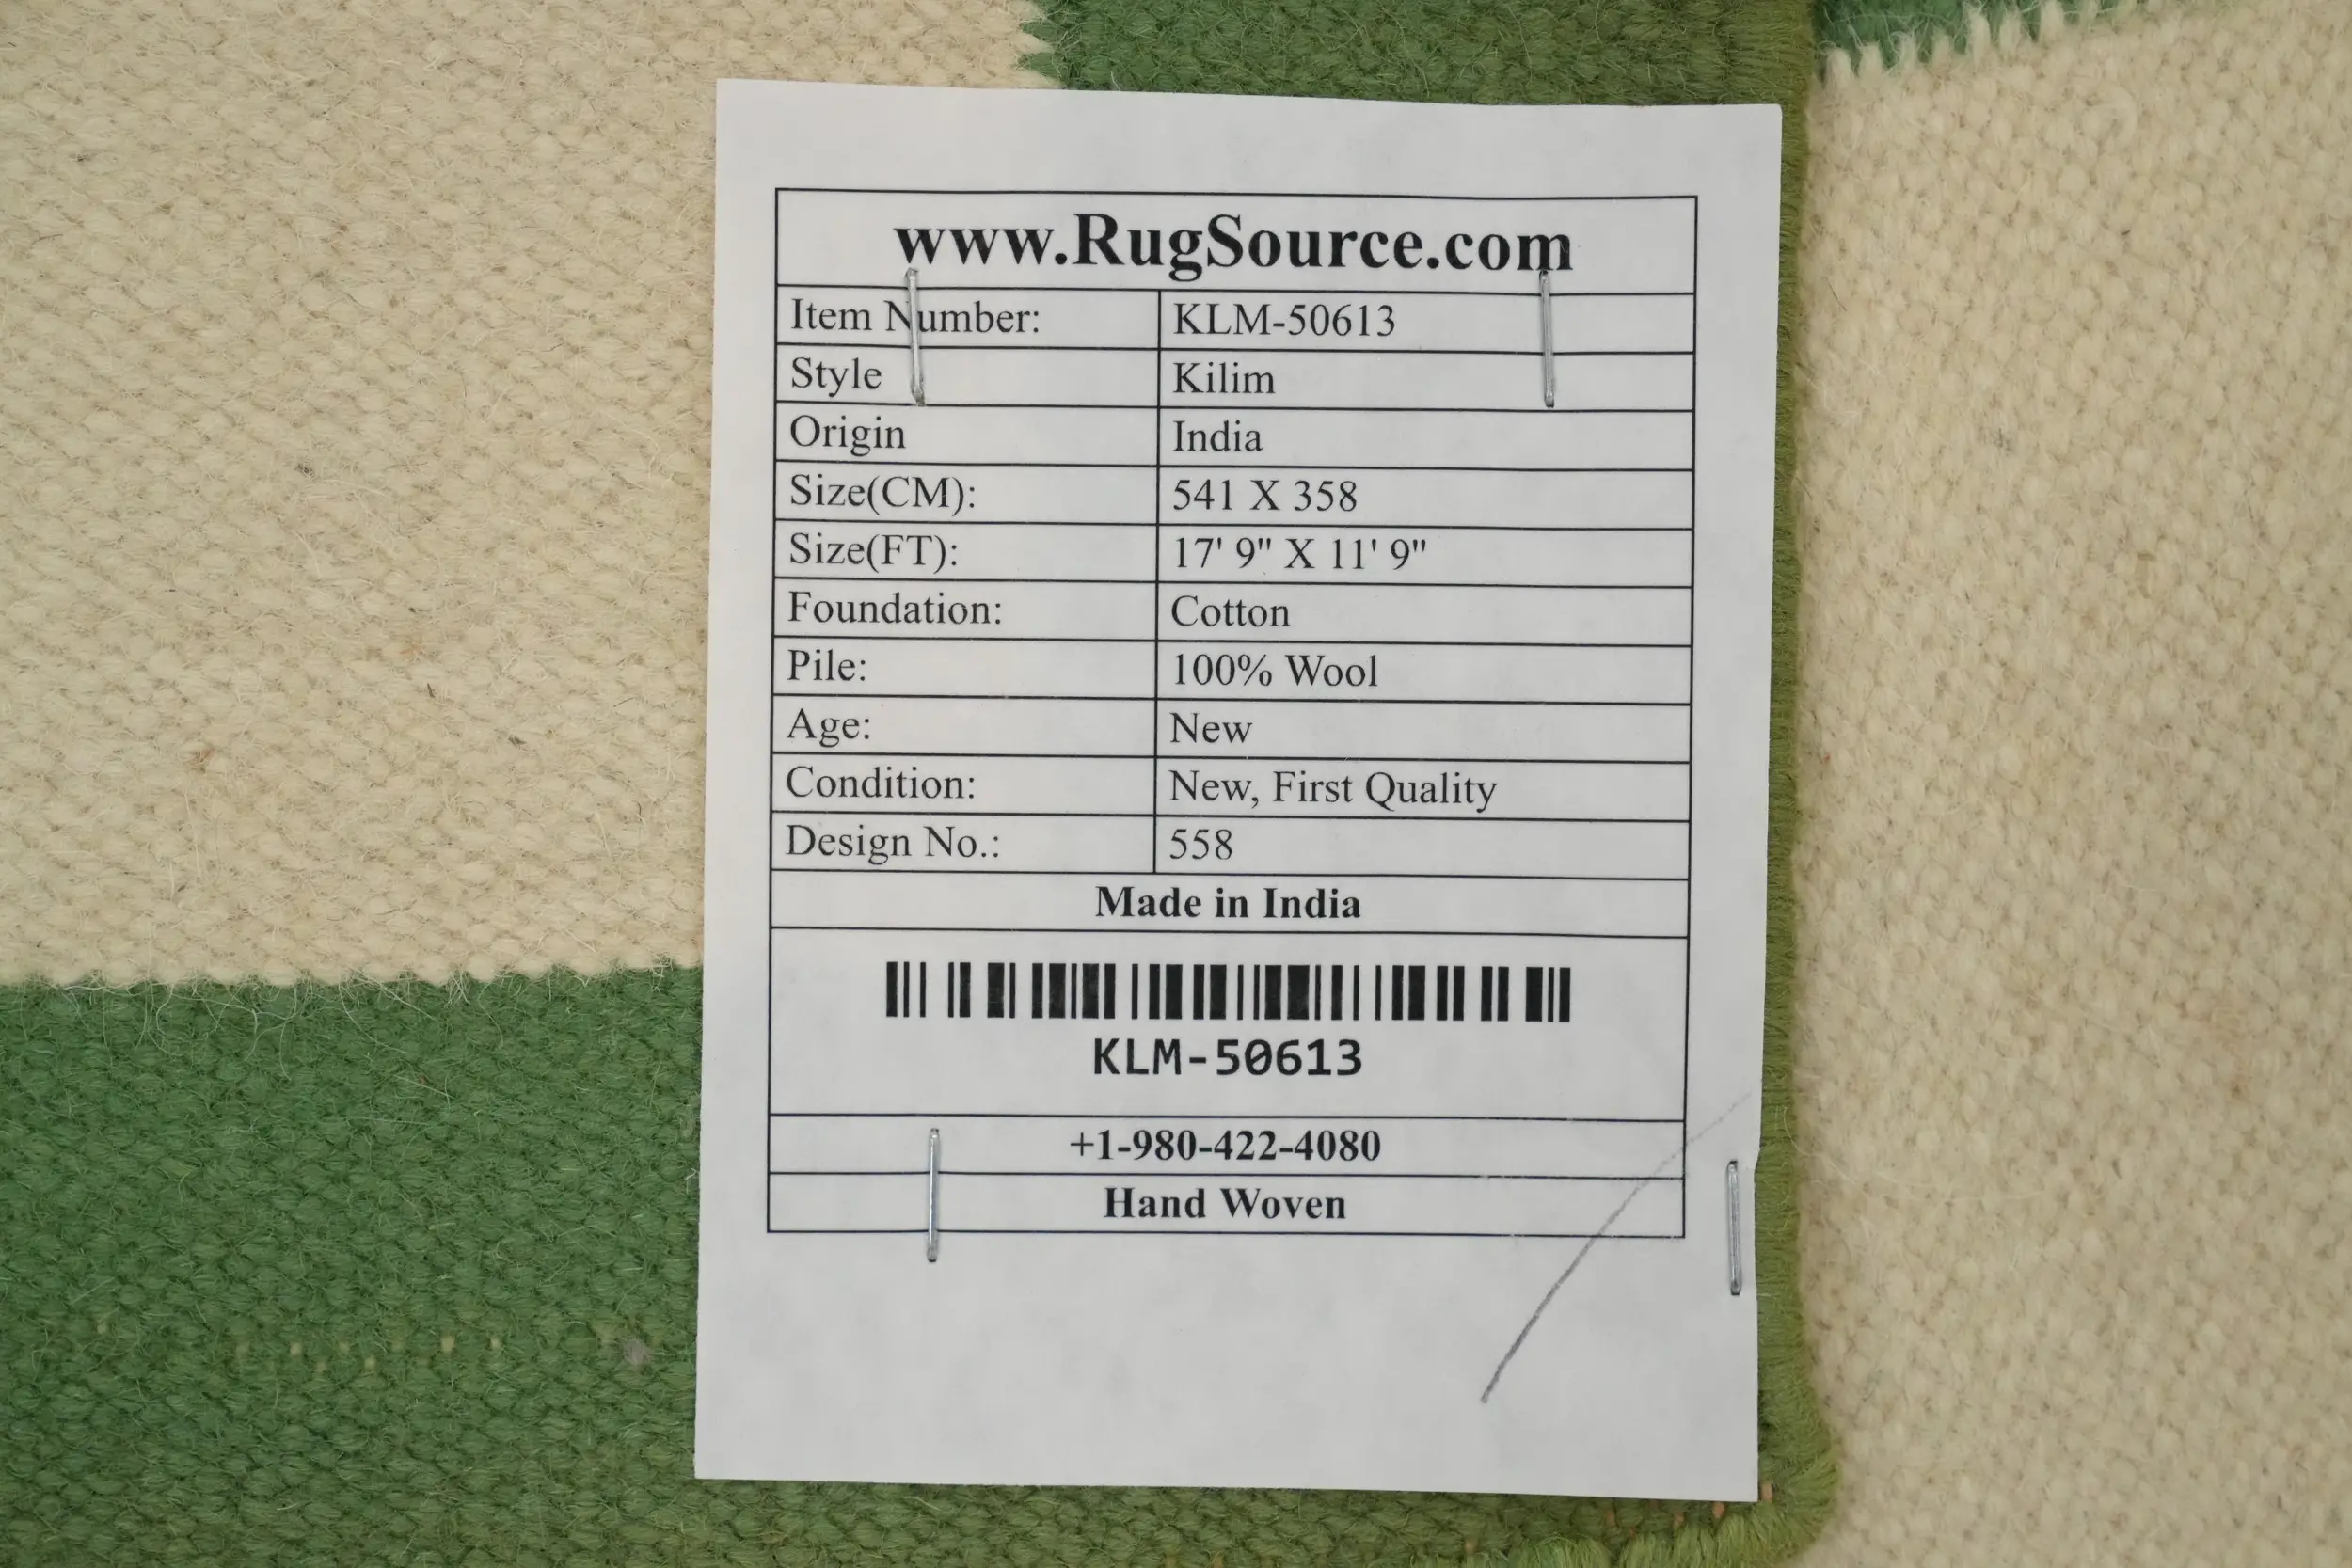 www.RugSource.com
Item Number: KLM-50613
Style Kilim
Origin India
Size(CM): 541 X 358
Size(FT): 17' 9" X 11' 9"
Foundation: Cotton
Pile: 100% Wool
Age: New
Condition: New, First Quality
Design No.: 558
Made in India
KLM-50613
+1-980-422-4080
Hand Woven